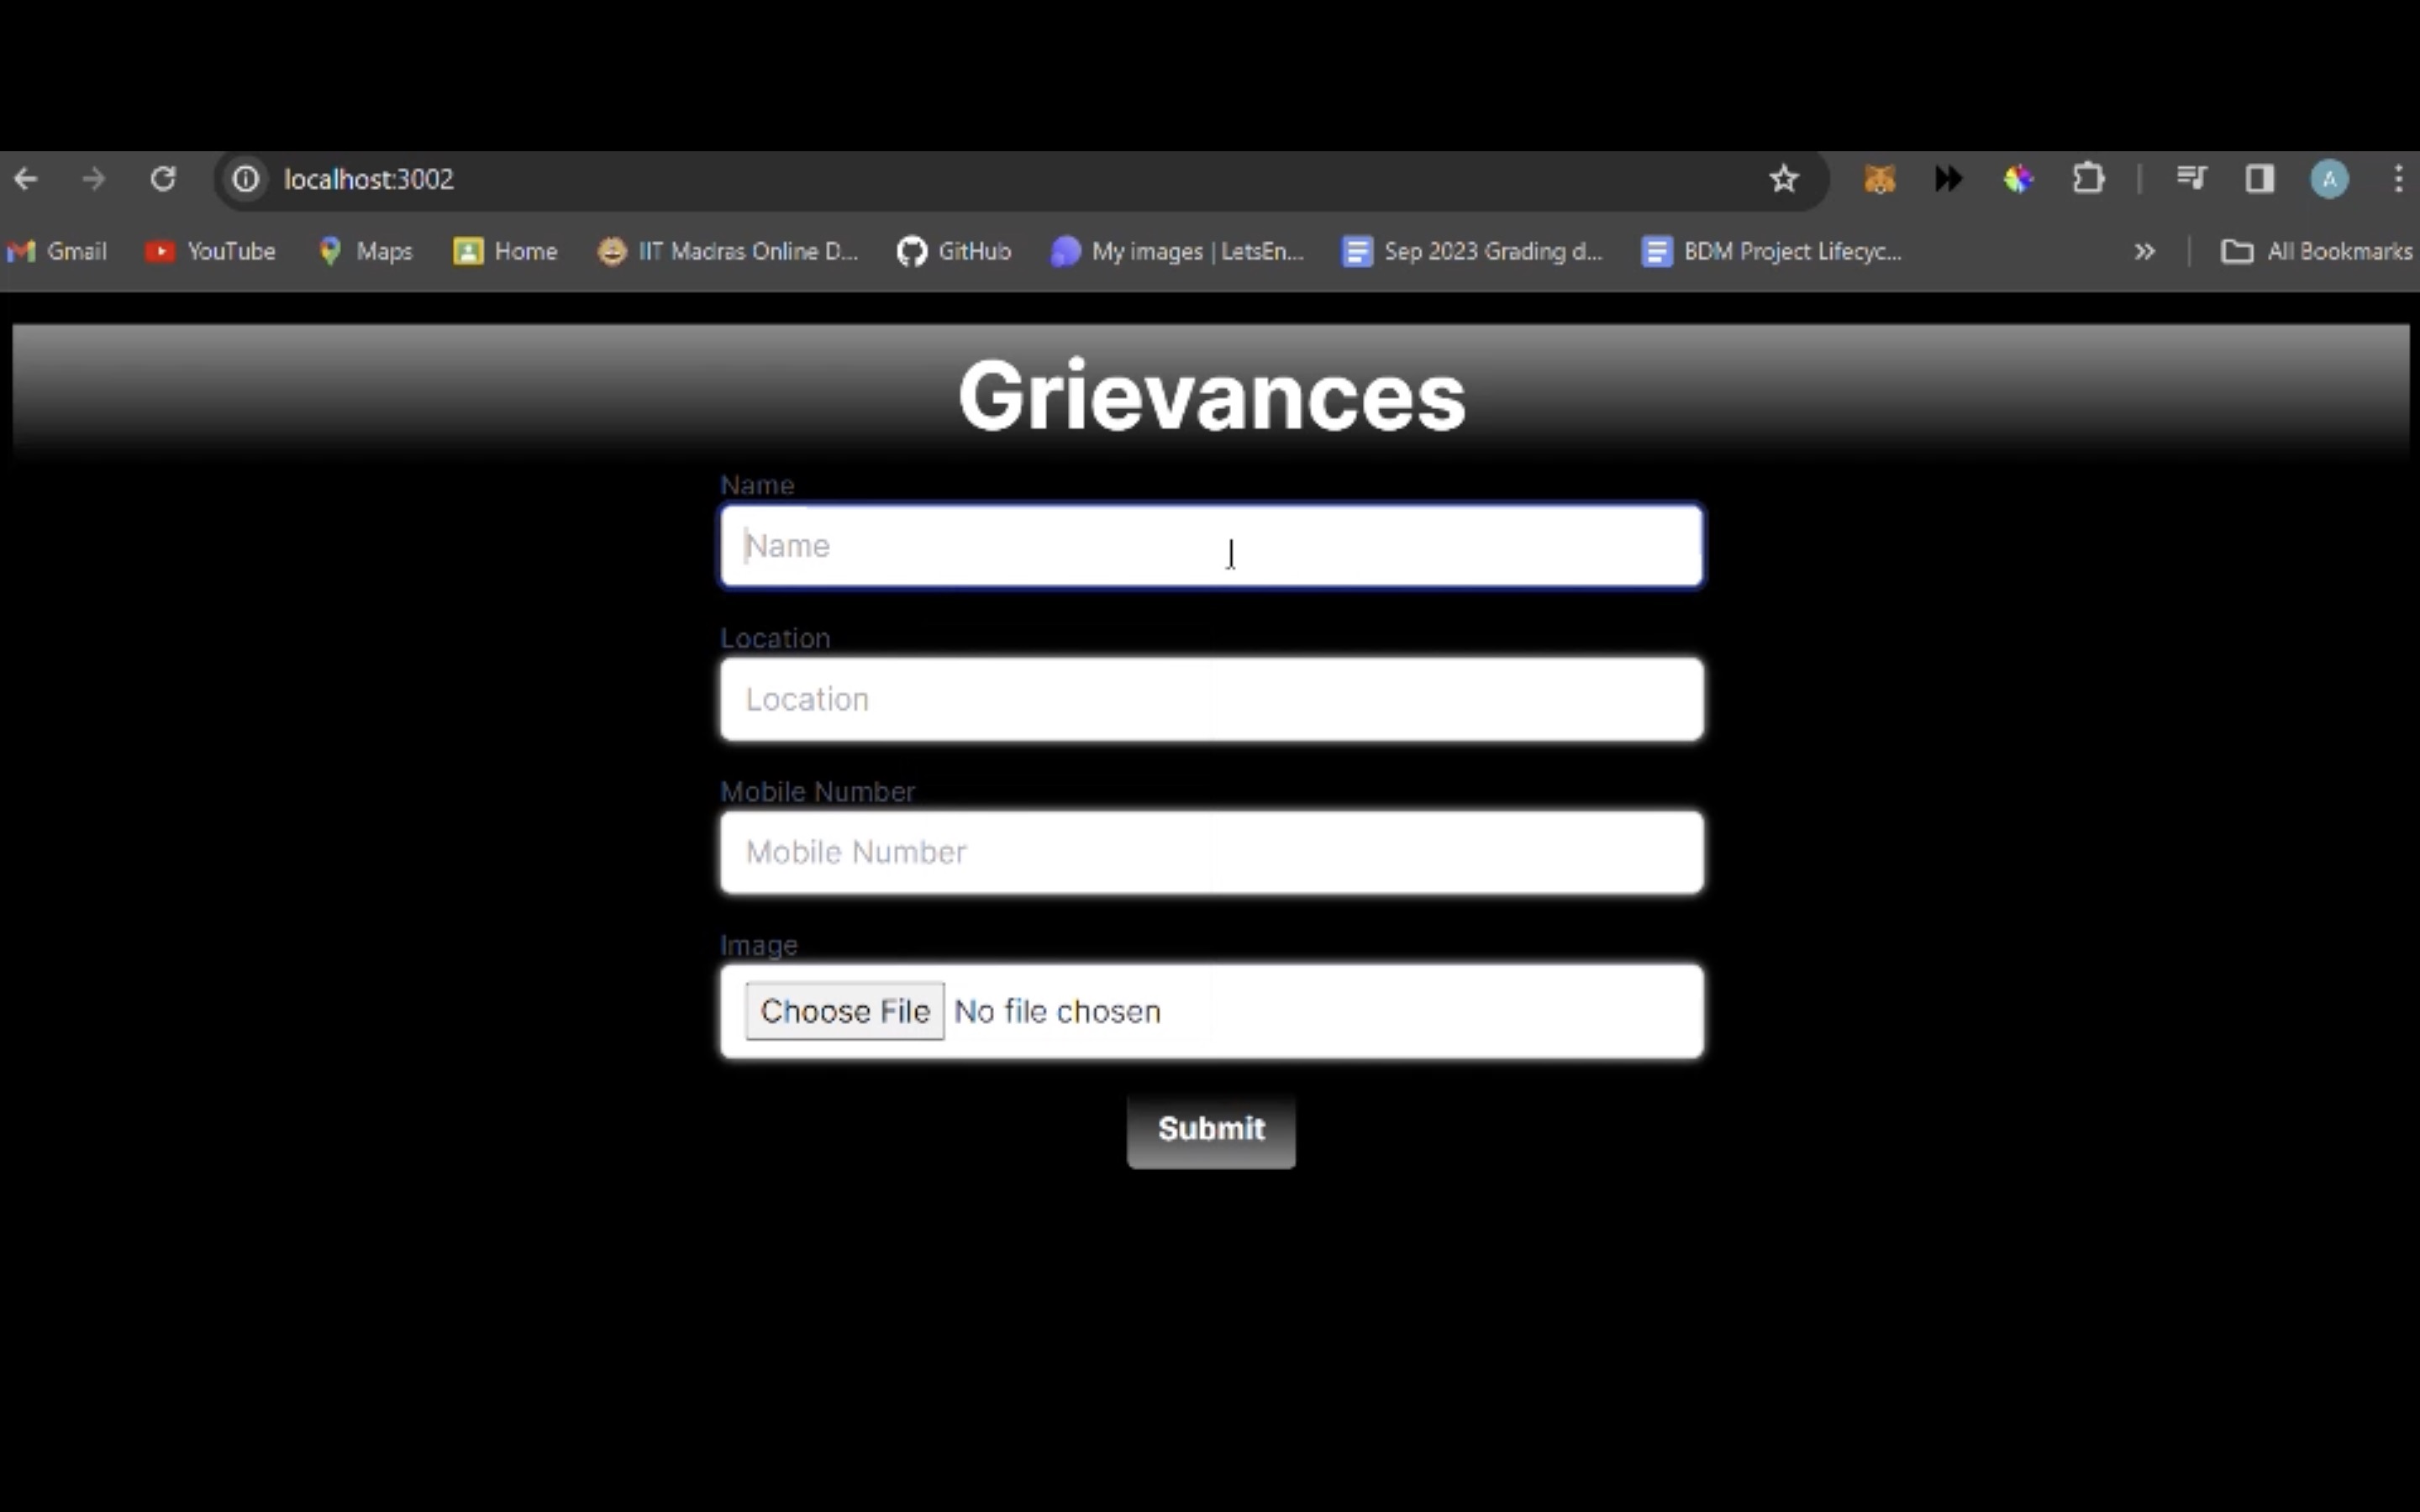 localhost:3002
A
Gmail YouTube Maps Home IIT Madras Online D... GitHub My images | LetsEn... Sep 2023 Grading d... BDM Project Lifecyc... All Bookmarks
Grievances
Name
Name
Location
Location
Mobile Number
Mobile Number
Image
Choose File No file chosen
Submit